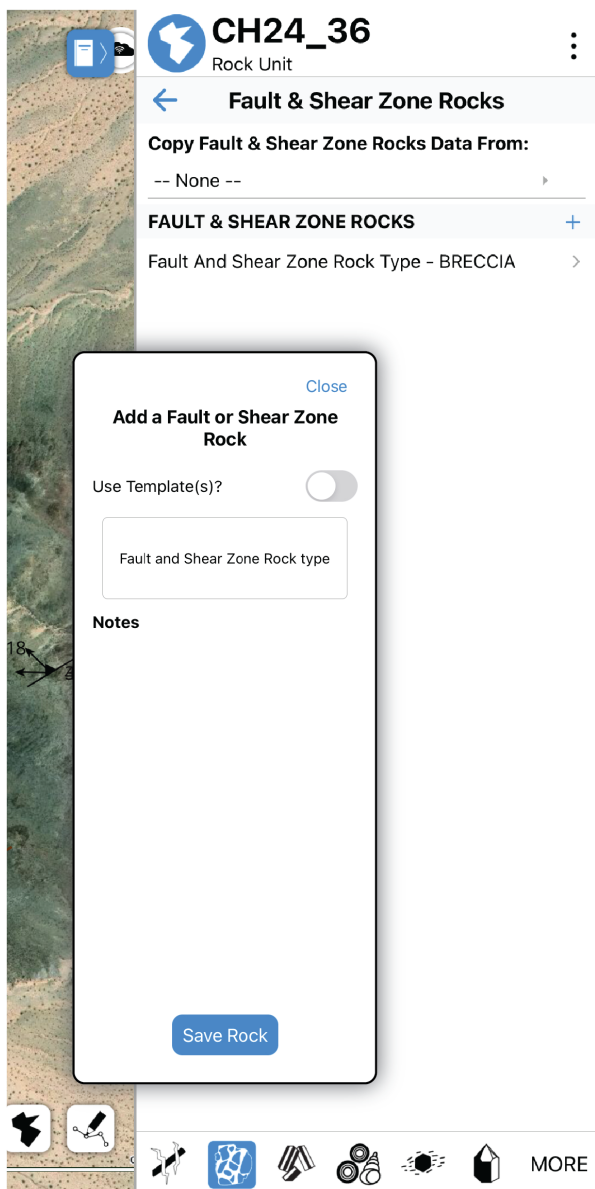 CH24_36
Rock Unit
Fault & Shear Zone Rocks
Copy Fault & Shear Zone Rocks Data From:
-- None --
FAULT & SHEAR ZONE ROCKS
Fault And Shear Zone Rock Type - BRECCIA
Close
Add a Fault or Shear Zone
Rock
Use Template(s)?
Fault and Shear Zone Rock type
Notes
18
Save Rock
MORE